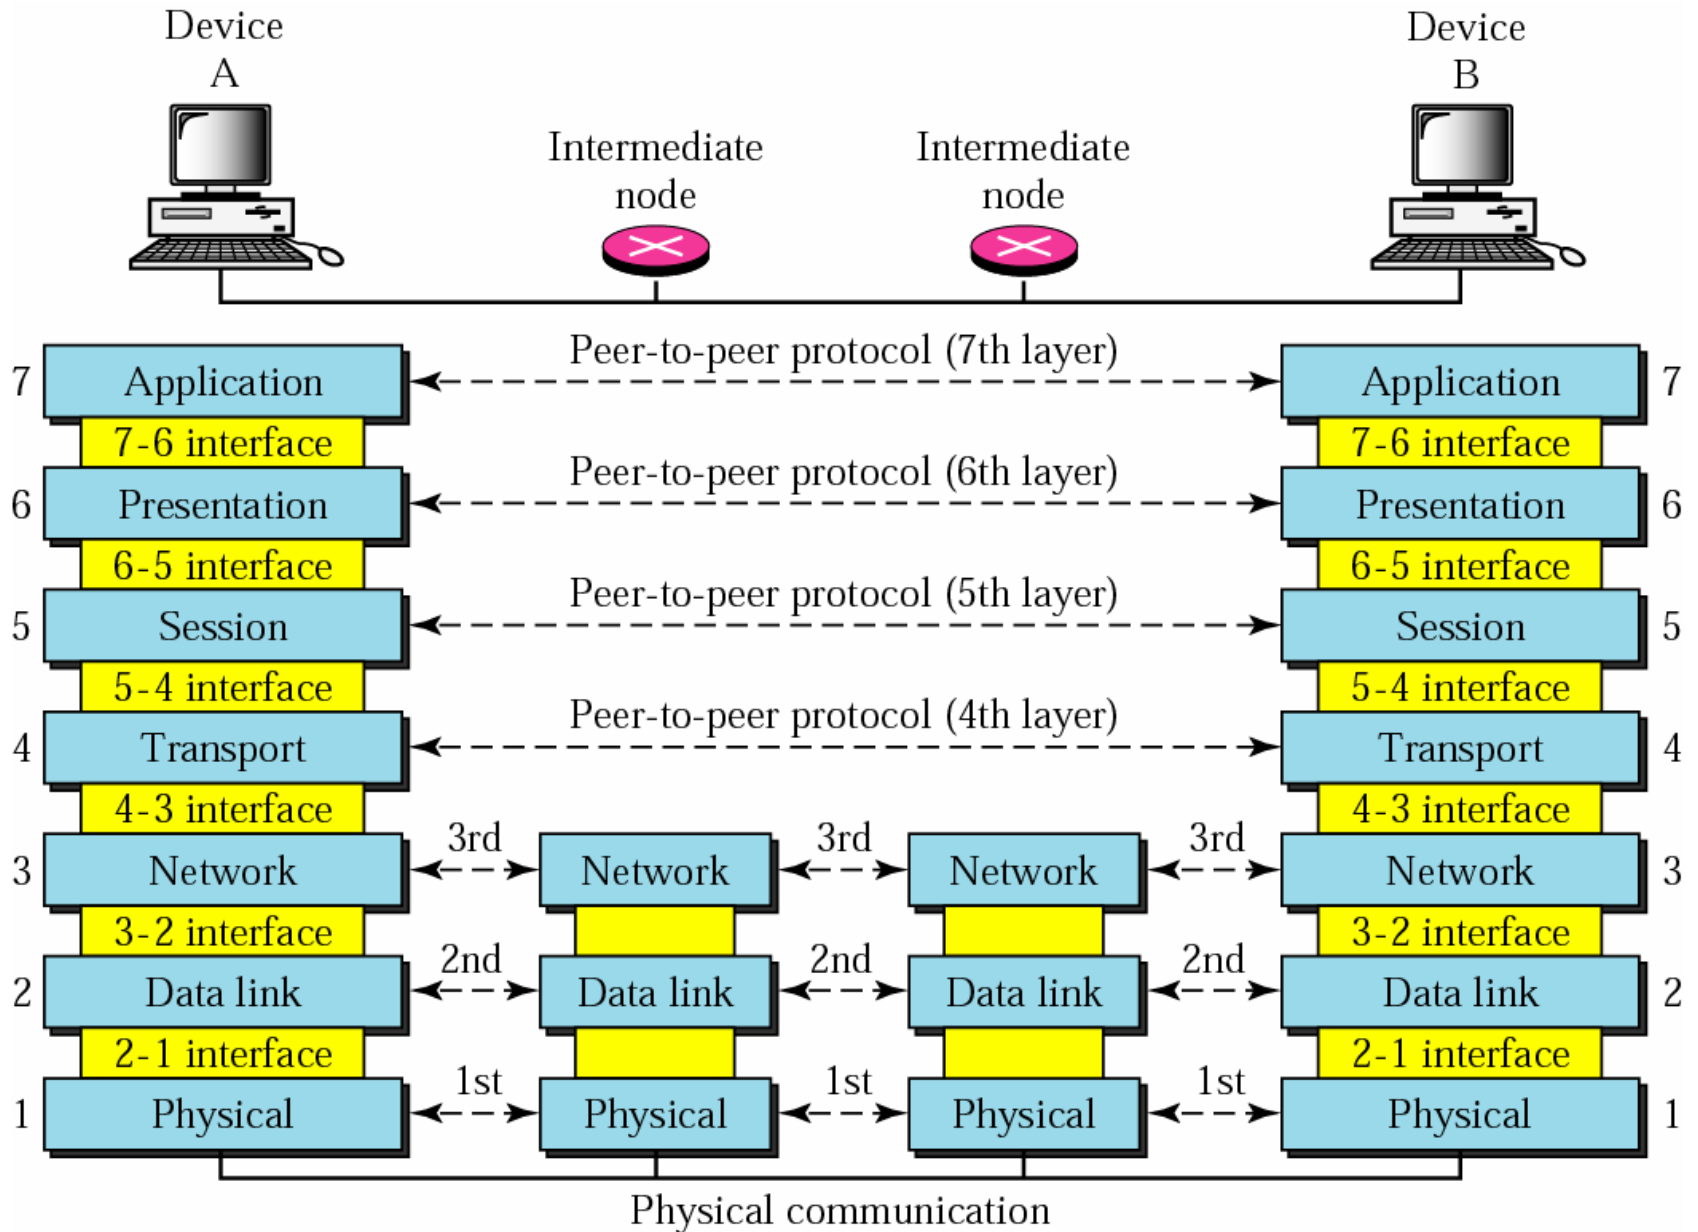 Device
A
Device
B
Intermediate
node
Intermediate
node
Peer-to-peer protocol (7th layer)
7 Application Application 7
7-6 interface 7-6 interface
Peer-to-peer protocol (6th layer)
6 Presentation Presentation 6
6-5 interface 6-5 interface
Peer-to-peer protocol (5th layer)
5 Session Session 5
5-4 interface 5-4 interface
Peer-to-peer protocol (4th layer)
4 Transport Transport 4
4-3 interface 4-3 interface
3rd 3rd 3rd
3 Network Network Network Network 3
3-2 interface 3-2 interface
2nd 2nd 2nd
2 Data link Data link Data link Data link 2
2-1 interface 2-1 interface
1st 1st 1st
1 Physical Physical Physical Physical 1
Physical communication